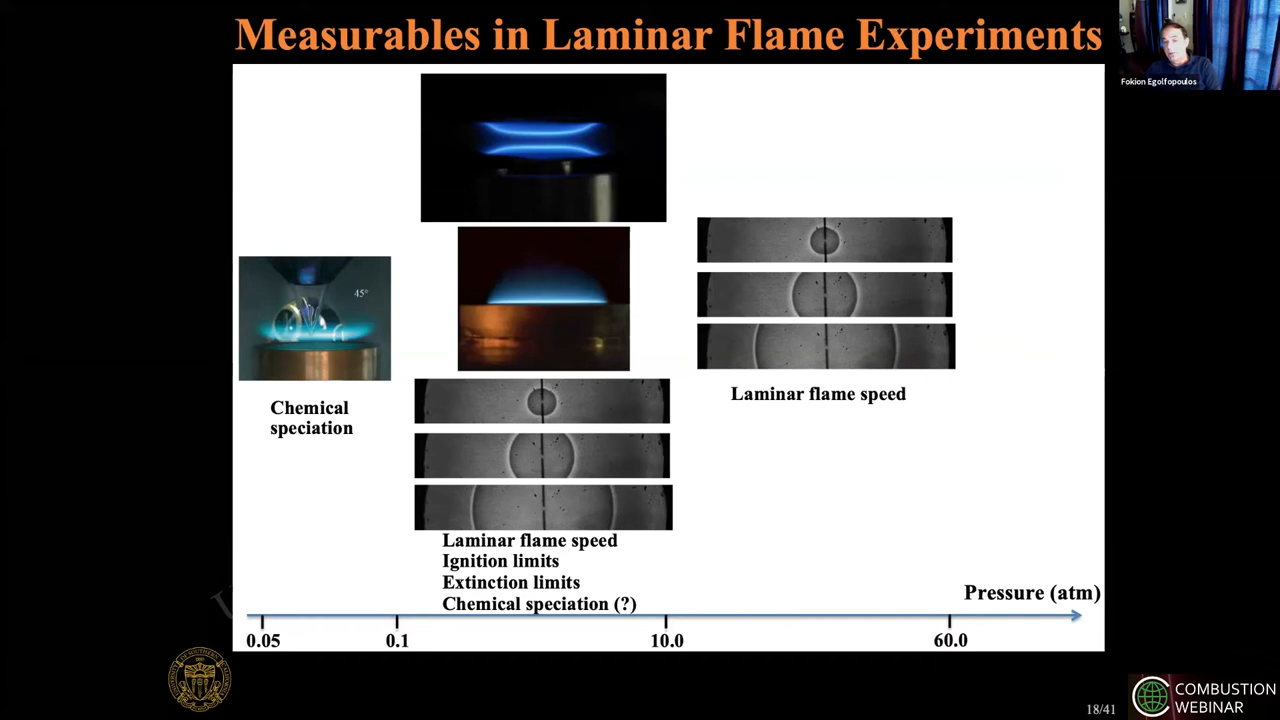 Measurables in Laminar Flame Experiments
Fokion Egolfopoulos
45°
Chemical
speciation
Laminar flame speed
Laminar flame speed
Ignition limits
Extinction limits
Chemical speciation (?)
Pressure (atm)
0.05
0.1
10.0
60.0
18/41
COMBUSTION
WEBINAR